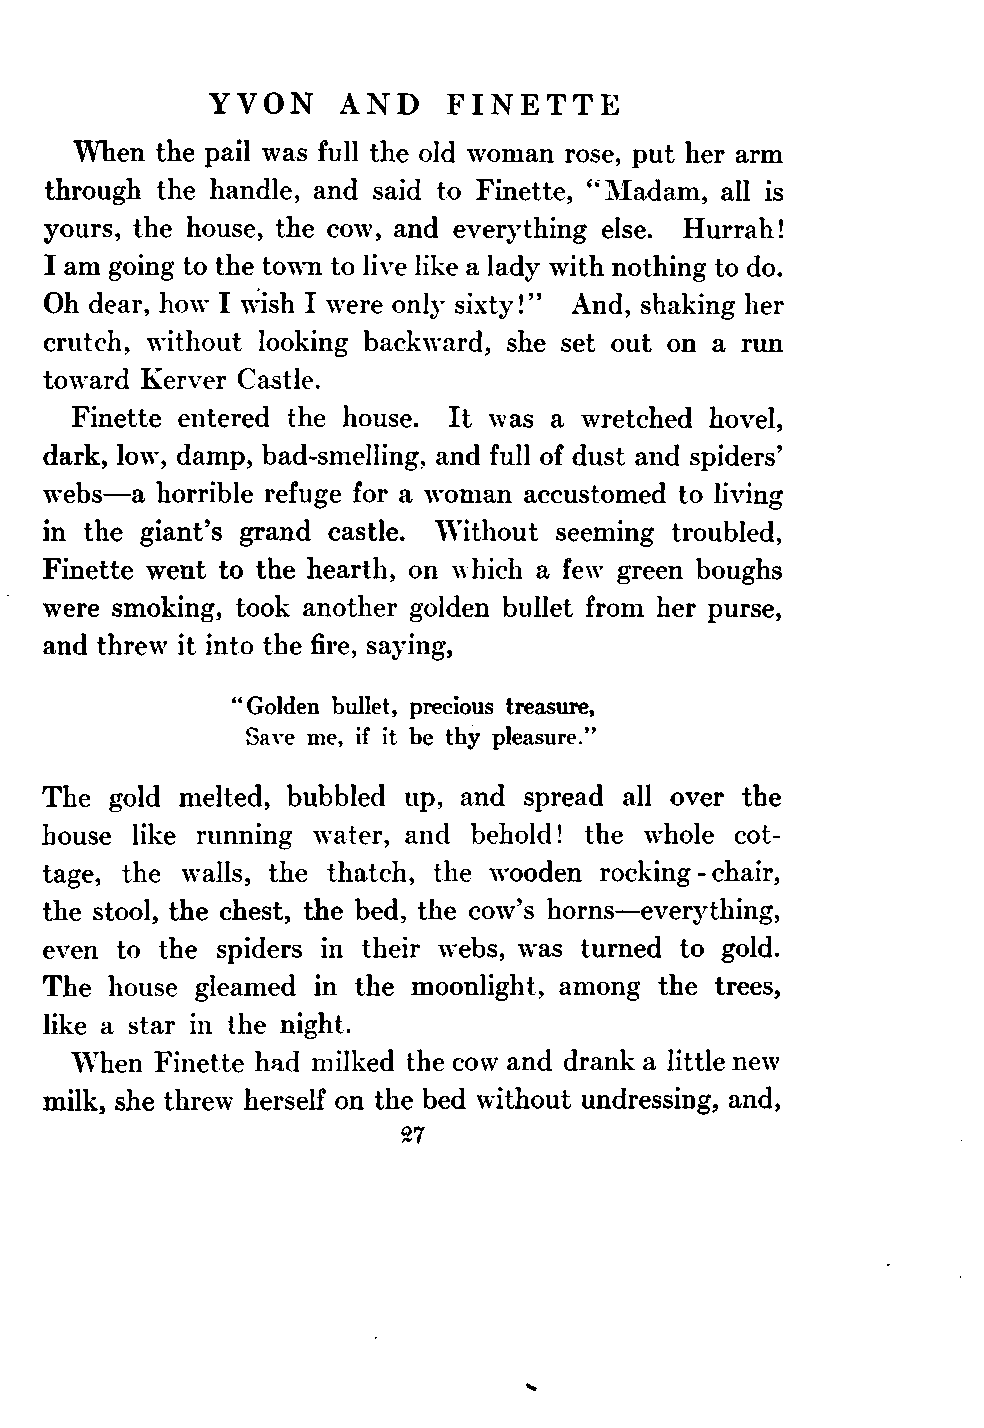 YVON AND FINETTE
When the pail was full the old woman rose, put her arm
through the handle, and said to Finette, “Madam, all is
yours, the house, the cow, and everything else. Hurrah!
I am going to the town to live like a lady with nothing to do.
Oh dear, how I wish I were only sixty!” And, shaking her
crutch, without looking backward, she set out on a run
toward Kerver Castle.
Finette entered the house. It was a wretched hovel,
dark, low, damp, bad-smelling, and full of dust and spiders’
webs—a horrible refuge for a woman accustomed to living
in the giant’s grand castle. Without seeming troubled,
Finette went to the hearth, on which a few green boughs
were smoking, took another golden bullet from her purse,
and threw it into the fire, saying,
“Golden bullet, precious treasure,
Save me, if it be thy pleasure.”
The gold melted, bubbled up, and spread all over the
house like running water, and behold! the whole cot-
tage, the walls, the thatch, the wooden rocking-chair,
the stool, the chest, the bed, the cow’s horns—everything,
even to the spiders in their webs, was turned to gold.
The house gleamed in the moonlight, among the trees,
like a star in the night.
When Finette had milked the cow and drank a little new
milk, she threw herself on the bed without undressing, and,
27